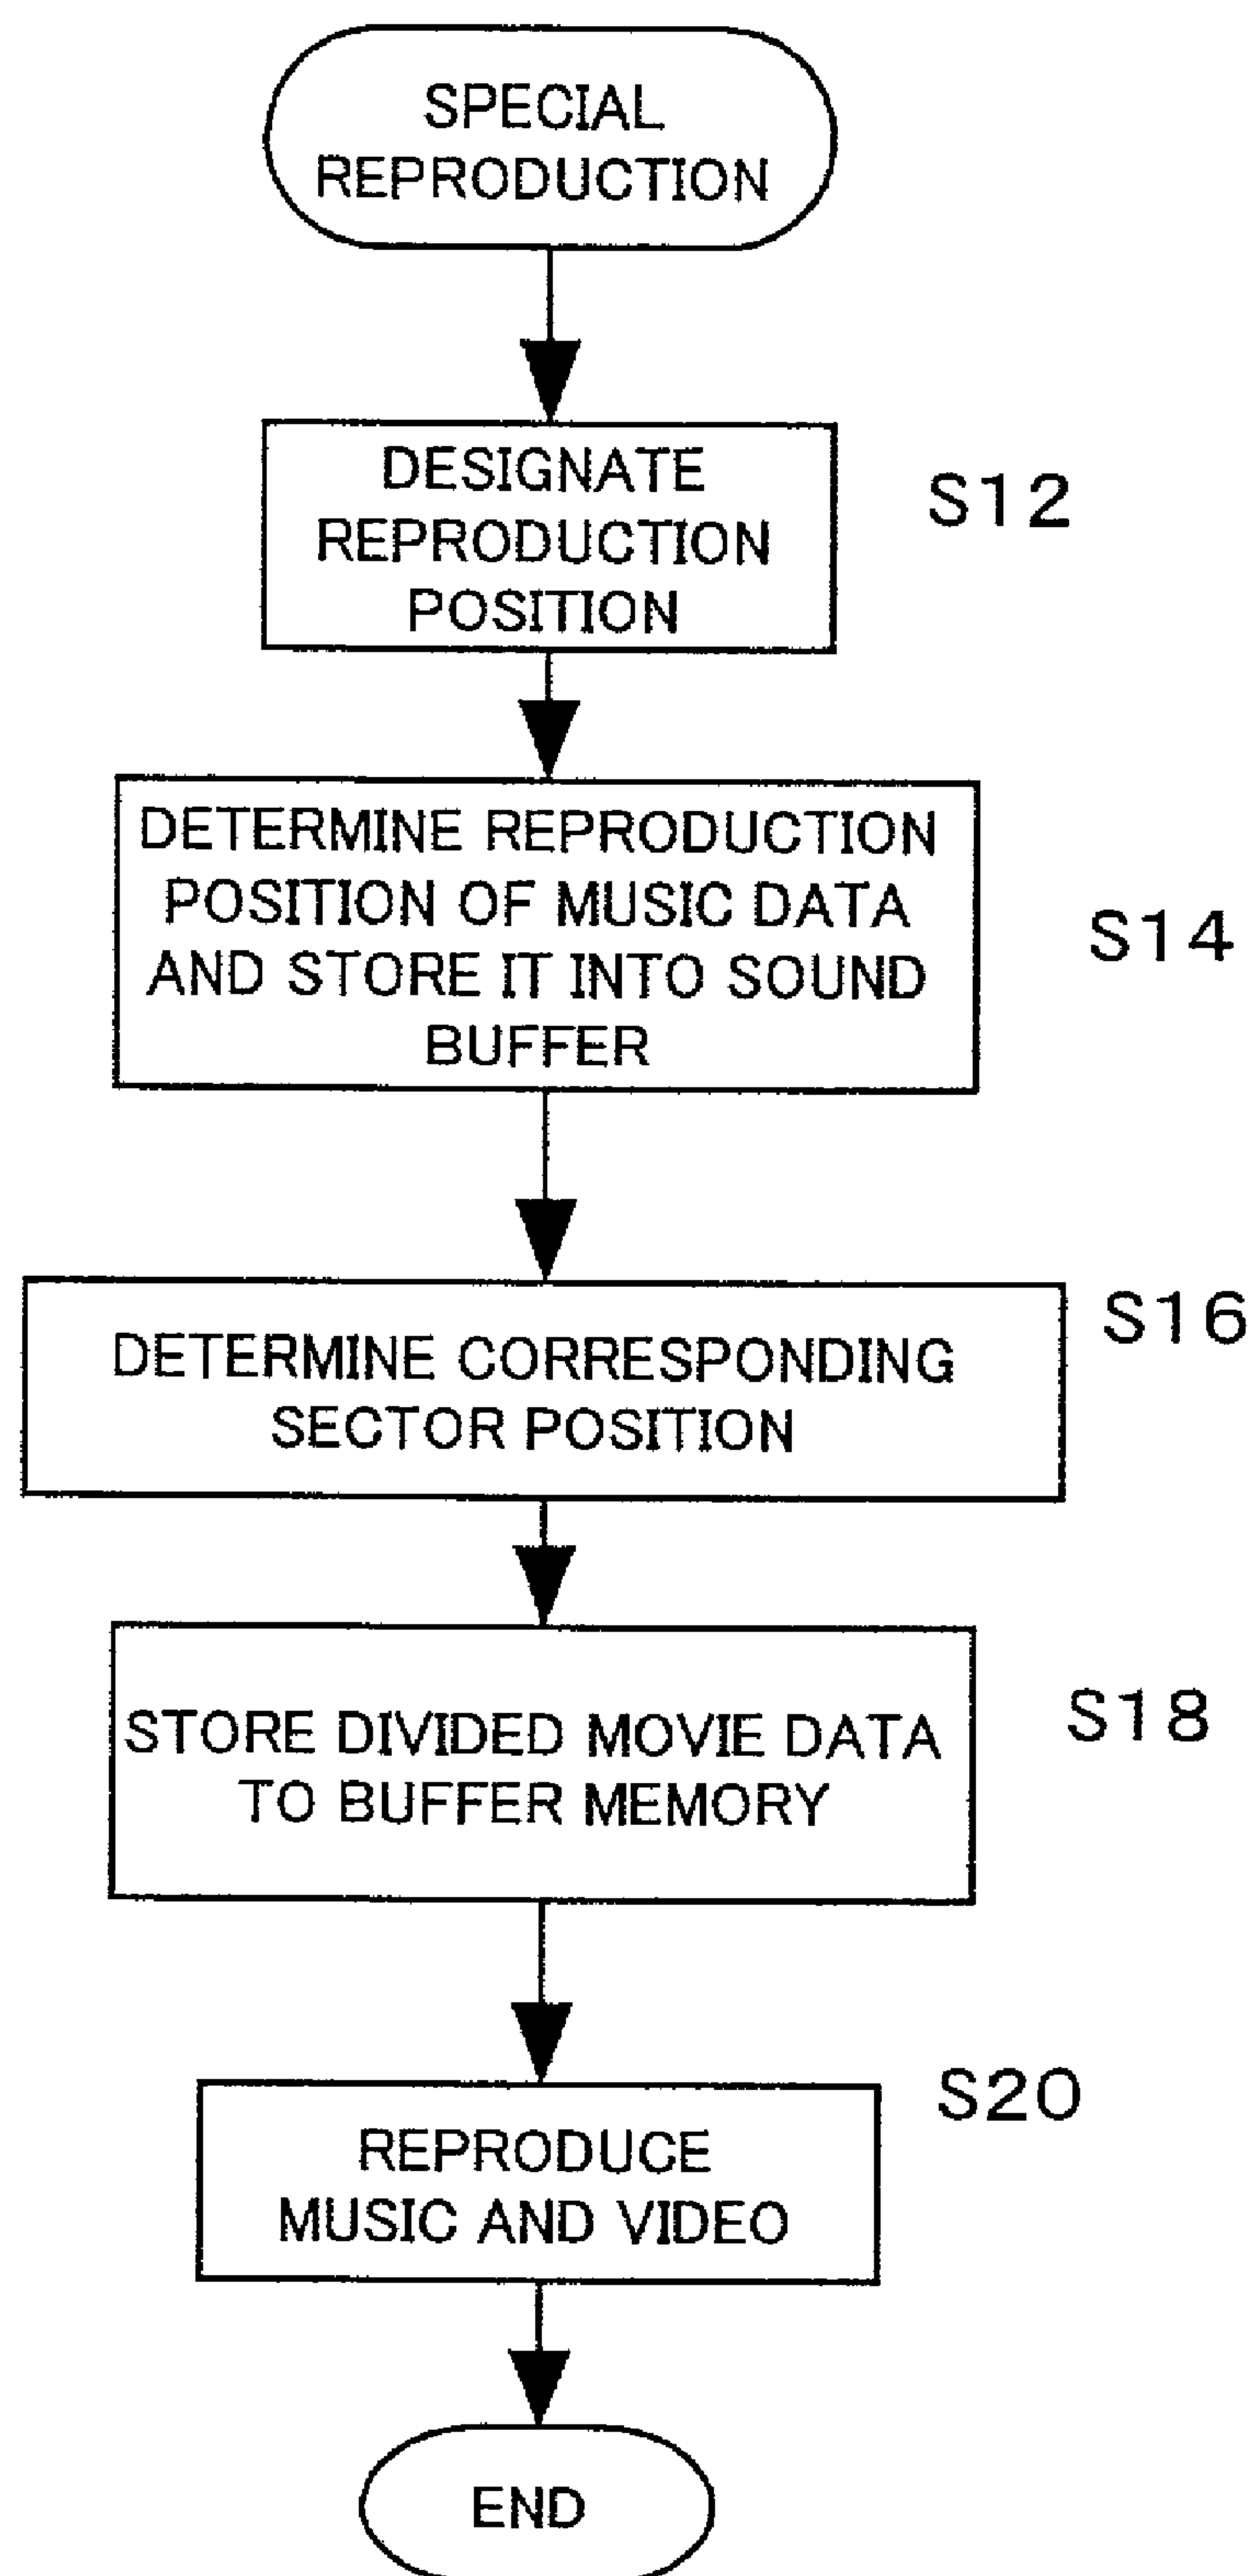 SPECIAL
REPRODUCTION
DESIGNATE
REPRODUCTION
POSITION
S12
DETERMINE REPRODUCTION
POSITION OF MUSIC DATA
AND STORE IT INTO SOUND
BUFFER
S14
DETERMINE CORRESPONDING
SECTOR POSITION
S16
STORE DIVIDED MOVIE DATA
TO BUFFER MEMORY
S18
REPRODUCE
MUSIC AND VIDEO
S20
END